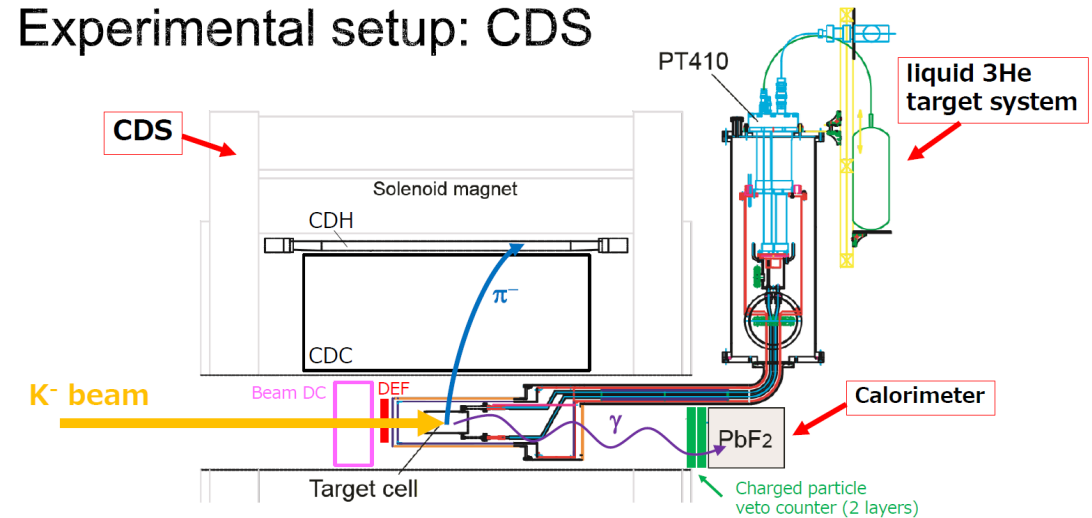 Experimental setup: CDS
PT410
liquid 3He
target system
CDS
Solenoid magnet
CDH
π⁻
CDC
Beam DC
DEF
K⁻ beam
Calorimeter
γ
PbF₂
Target cell
Charged particle
veto counter (2 layers)